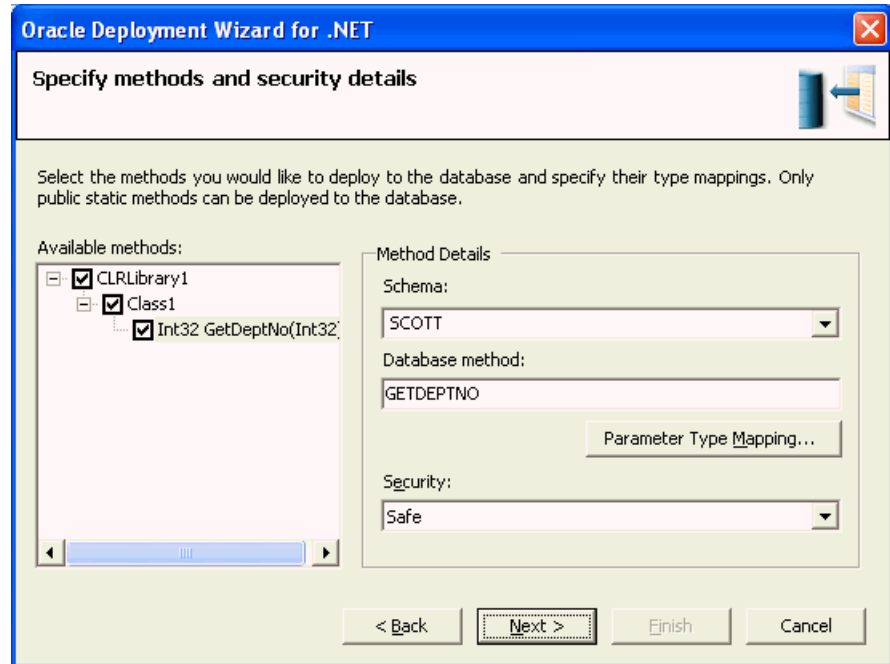 Oracle Deployment Wizard for .NET
Specify methods and security details
Select the methods you would like to deploy to the database and specify their type mappings. Only
public static methods can be deployed to the database.
Available methods:
CLRLibrary1
Class1
Int32 GetDeptNo(Int32)
Method Details
Schema:
SCOTT
Database method:
GETDEPTNO
Parameter Type Mapping...
Security:
Safe
< Back
Next >
Finish
Cancel